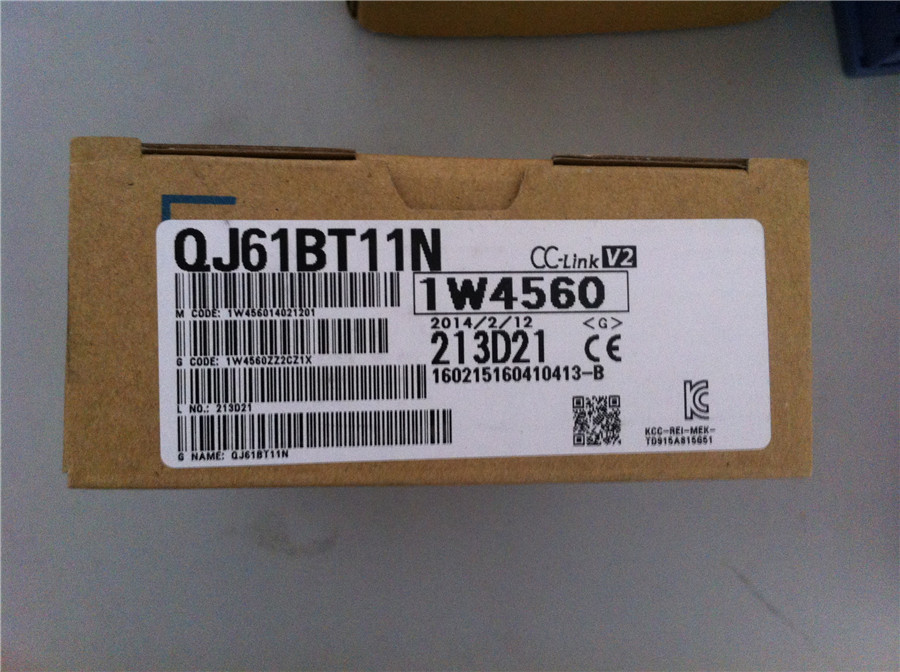 QJ61BT11N
CC-Link V2
1W4560
M CODE: 1W456014021201
2014/2/12 <G>
213D21 CE
G CODE: 1W4560ZZ2CZ1X
160215160410413-B
L NO.: 213D21
KCC-REI-MEK-
TD915A815G51
G NAME: QJ61BT11N